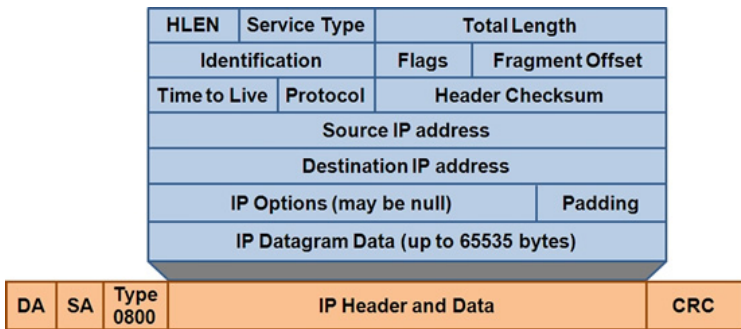 HLEN Service Type Total Length
Identification Flags Fragment Offset
Time to Live Protocol Header Checksum
Source IP address
Destination IP address
IP Options (may be null) Padding
IP Datagram Data (up to 65535 bytes)
DA SA Type 0800 IP Header and Data CRC